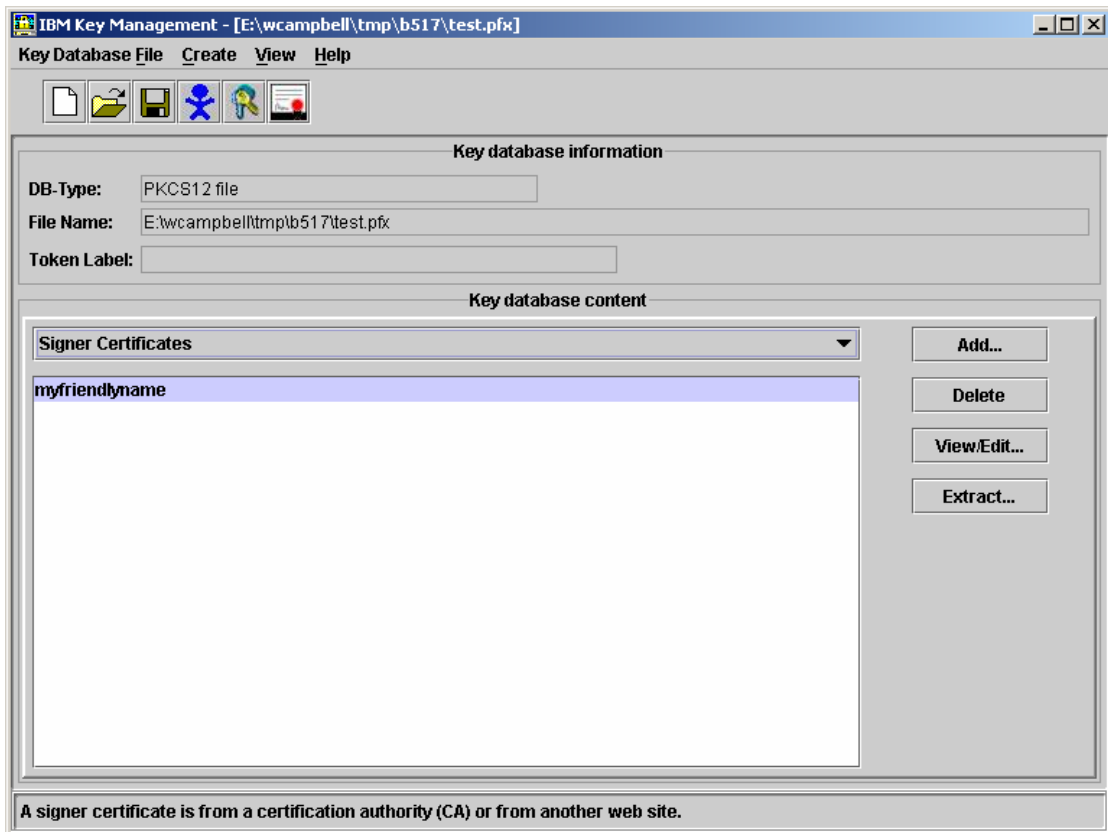 IBM Key Management - [E:\wcampbell\tmp\b517\test.pfx]
Key Database File Create View Help
Key database information
DB-Type: PKCS12 file
File Name: E:\wcampbell\tmp\b517\test.pfx
Token Label:
Key database content
Signer Certificates
Add...
myfriendlyname
Delete
View/Edit...
Extract...
A signer certificate is from a certification authority (CA) or from another web site.